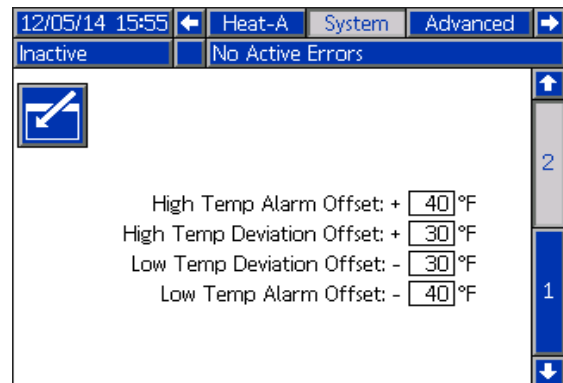 12/05/14 15:55 Heat-A System Advanced
Inactive No Active Errors
2
High Temp Alarm Offset: + 40 °F
High Temp Deviation Offset: + 30 °F
Low Temp Deviation Offset: - 30 °F
Low Temp Alarm Offset: - 40 °F
1